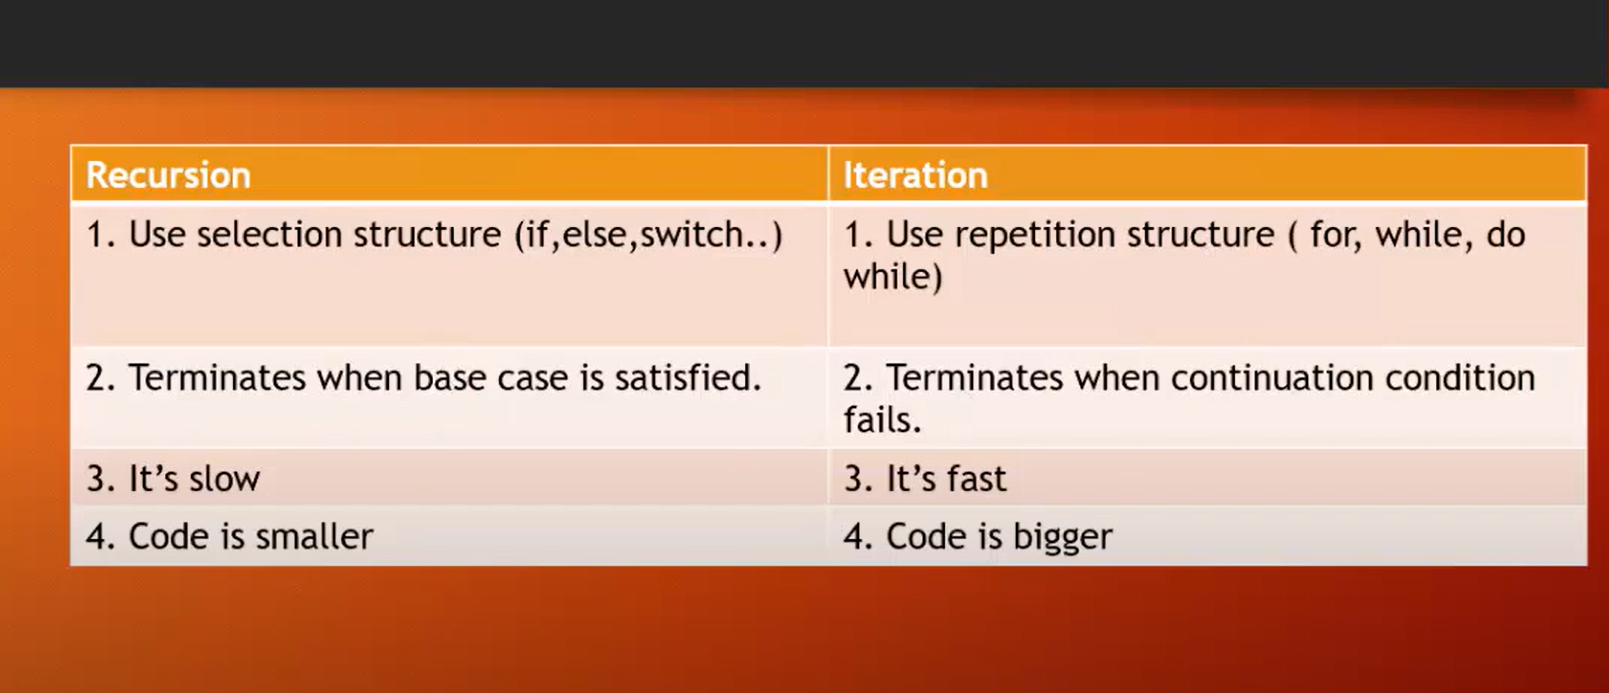 Recursion
Iteration
1. Use selection structure (if,else,switch..)
1. Use repetition structure ( for, while, do
while)
2. Terminates when base case is satisfied.
2. Terminates when continuation condition
fails.
3. It’s slow
3. It’s fast
4. Code is smaller
4. Code is bigger